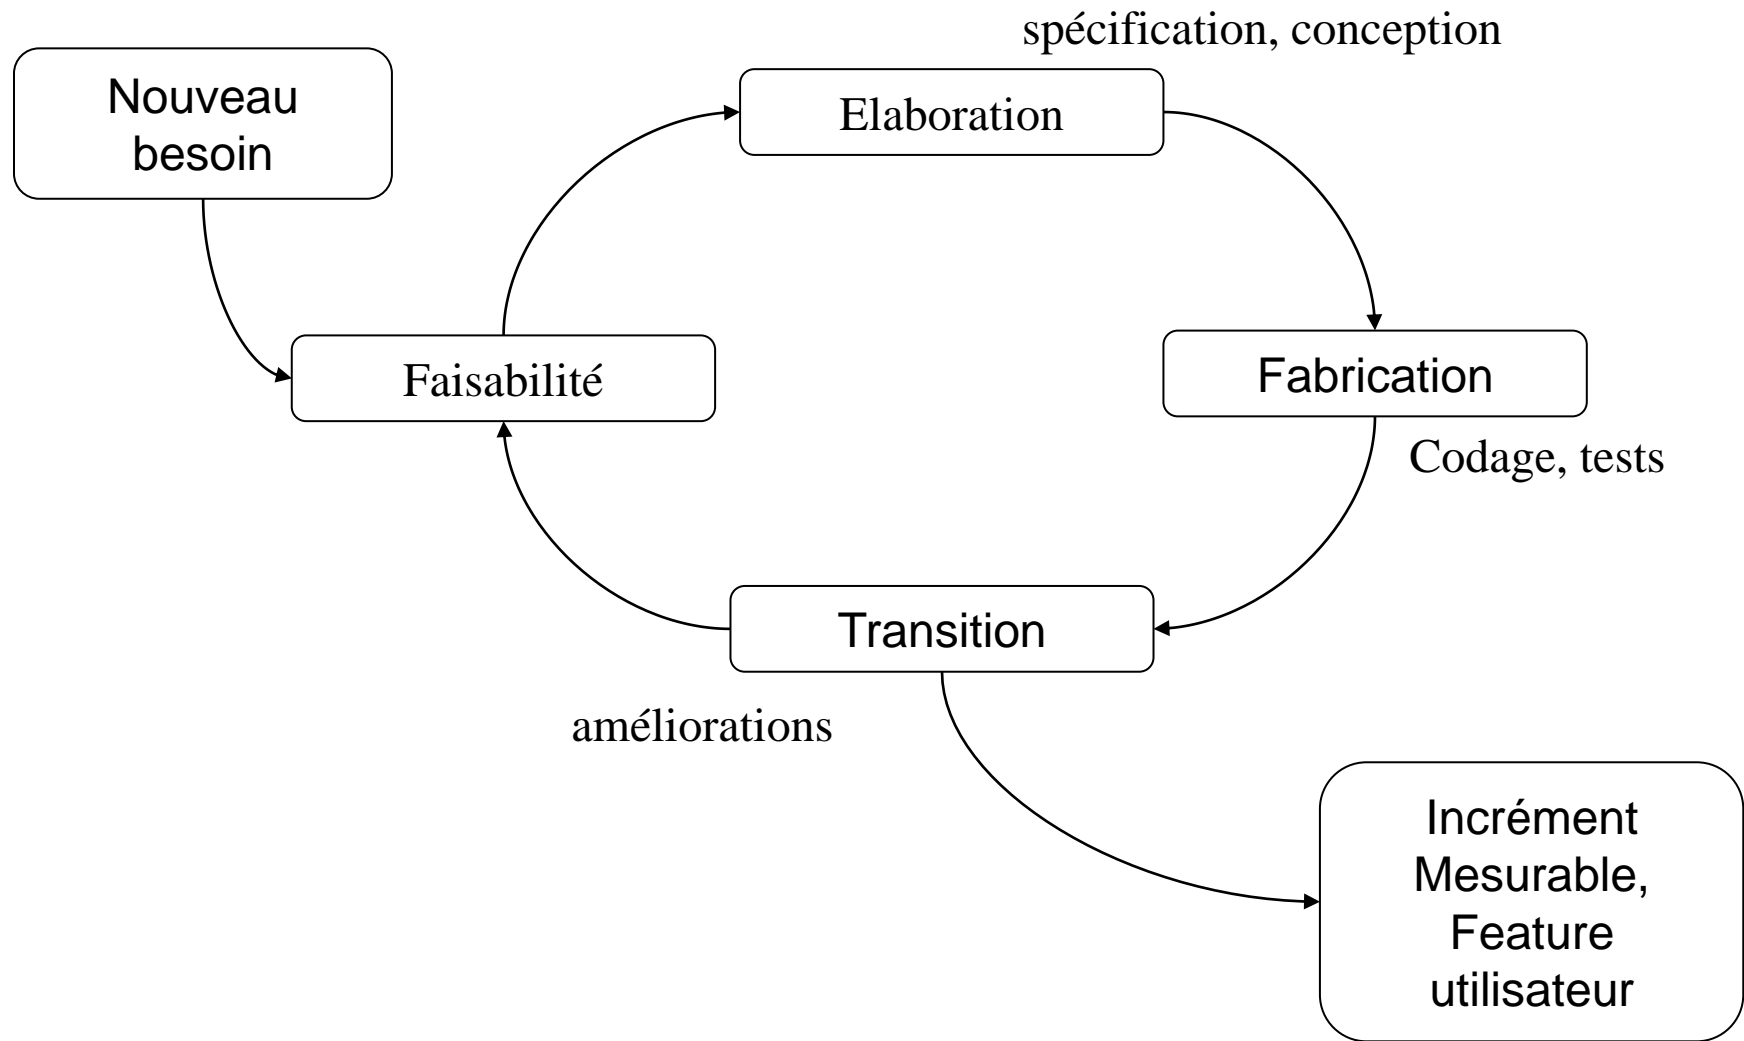 spécification, conception
Nouveau
besoin
Elaboration
Faisabilité
Fabrication
Codage, tests
Transition
améliorations
Incrément
Mesurable,
Feature
utilisateur